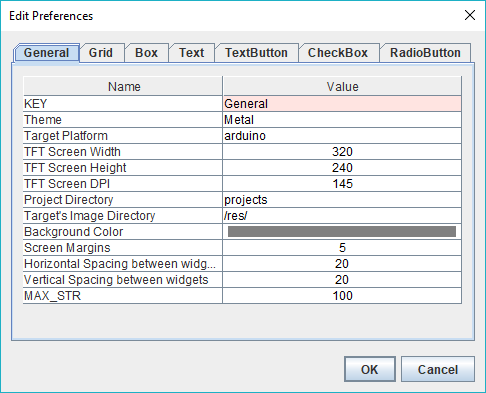 Edit Preferences
General Grid Box Text TextButton CheckBox RadioButton
Name Value
KEY General
Theme Metal
Target Platform arduino
TFT Screen Width 320
TFT Screen Height 240
TFT Screen DPI 145
Project Directory projects
Target's Image Directory /res/
Background Color
Screen Margins 5
Horizontal Spacing between widg... 20
Vertical Spacing between widgets 20
MAX_STR 100
OK Cancel